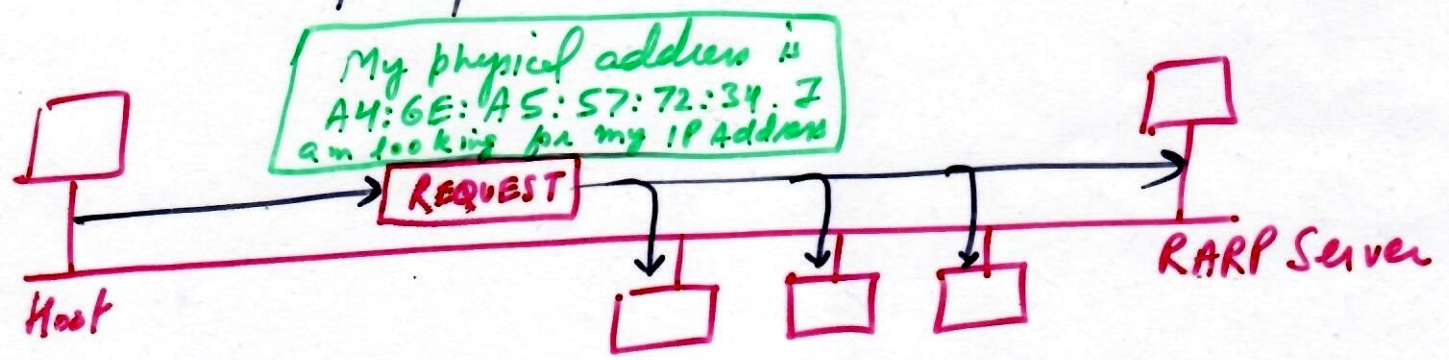 My physical address is
A4:6E:A5:57:72:34. I
am looking for my IP Address
REQUEST
RARP Server
Host